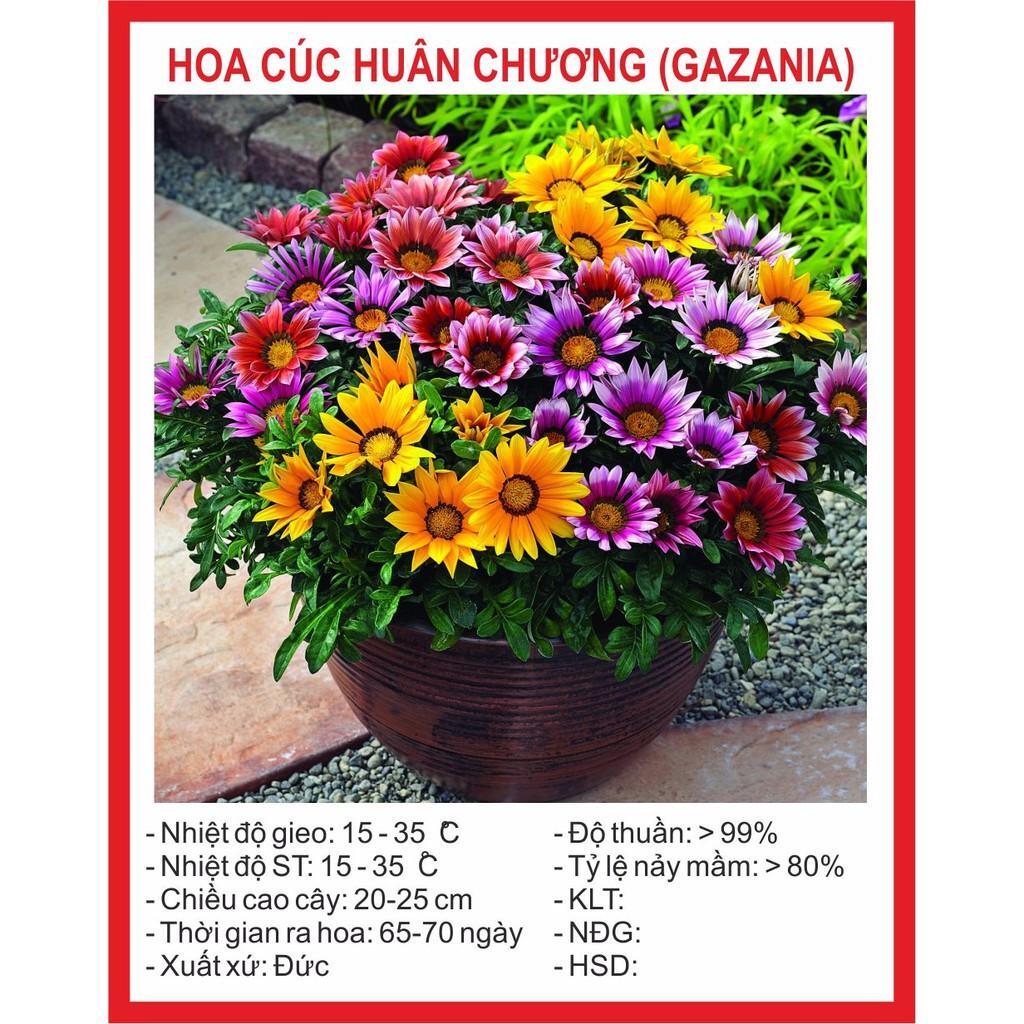 HOA CÚC HUÂN CHƯƠNG (GAZANIA)
- Nhiệt độ gieo: 15 - 35 °C
- Nhiệt độ ST: 15 - 35 °C
- Chiều cao cây: 20-25 cm
- Thời gian ra hoa: 65-70 ngày
- Xuất xứ: Đức
- Độ thuần: > 99%
- Tỷ lệ nảy mầm: > 80%
- KLT:
- NĐG:
- HSD: